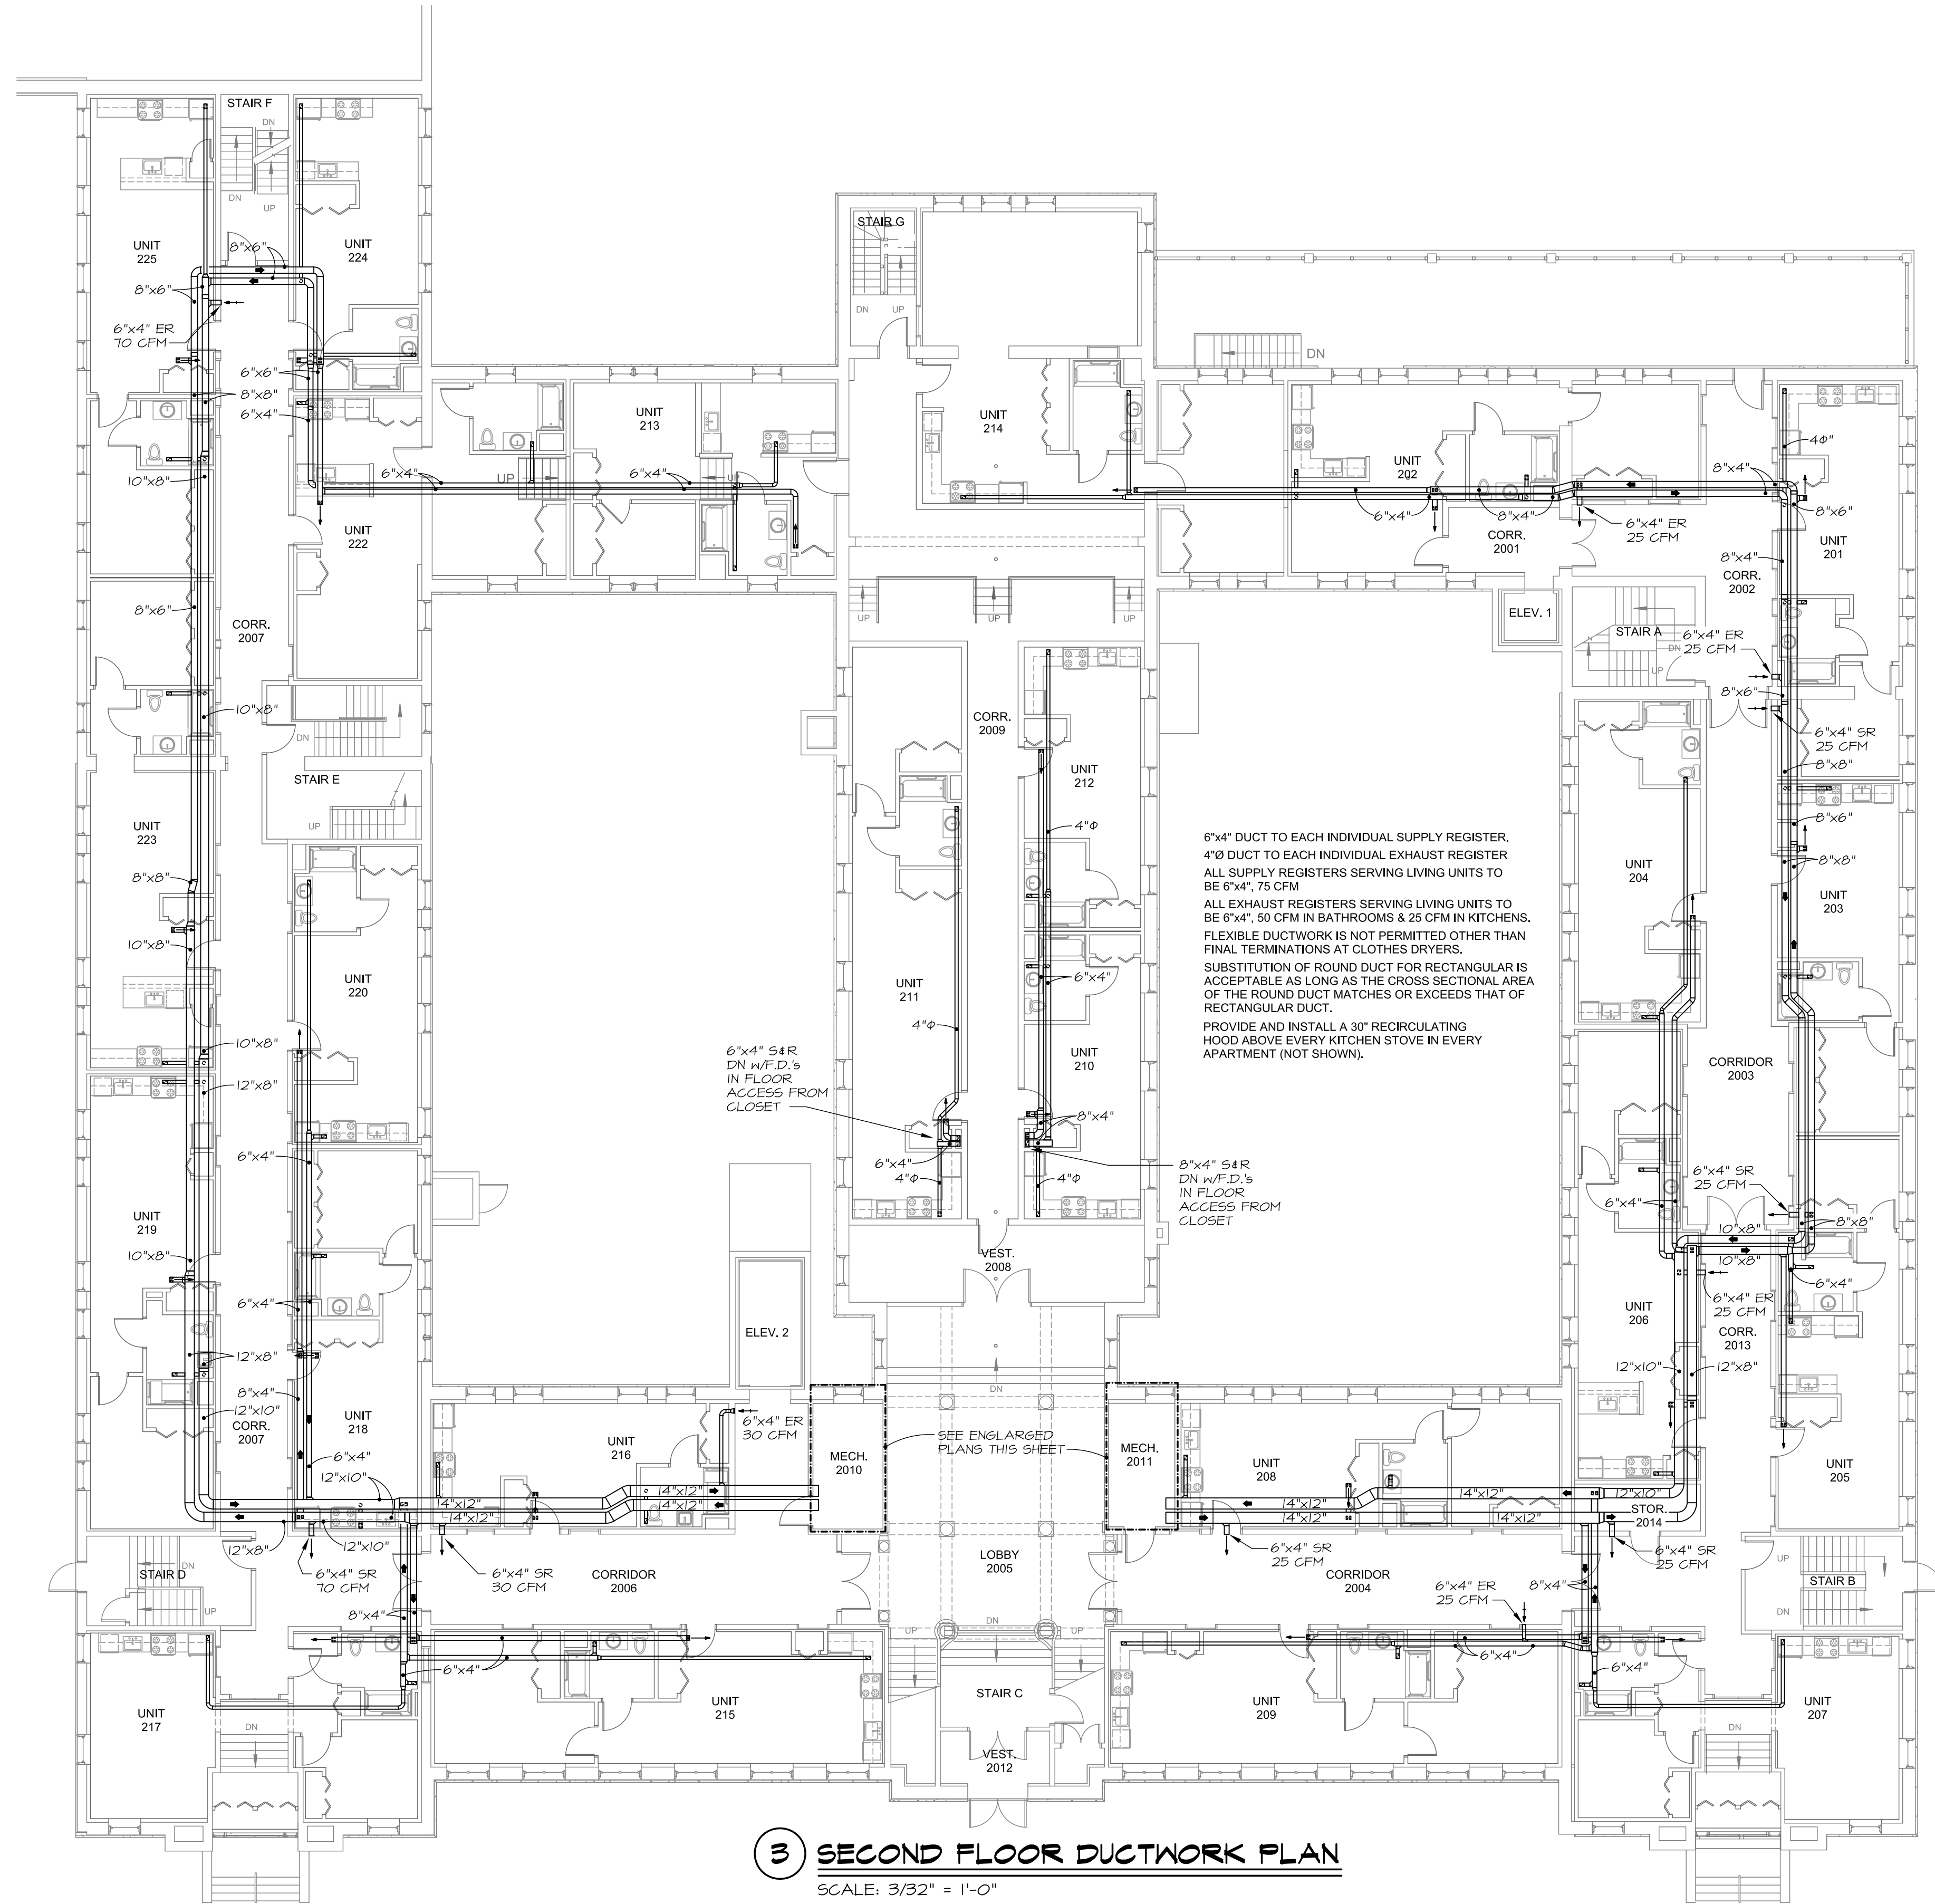 STAIR F
DN
DN
UP
UNIT
225
8"x6"
UNIT
224
8"x6"
6"x4" ER
70 CFM
6"x6"
8"x8"
6"x4"
10"x8"
UNIT
222
8"x6"
CORR.
2007
10"x8"
DN
STAIR E
UP
UNIT
223
8"x8"
10"x8"
UNIT
220
10"x8"
12"x8"
6"x4"
UNIT
219
10"x8"
6"x4"
12"x8"
8"x4"
12"x10"
CORR.
2007
UNIT
218
6"x4"
12"x10"
12"x8"
12"x10"
STAIR D
DN
UP
6"x4" SR
70 CFM
8"x4"
UNIT
217
DN
6"x4"
UNIT
213
6"x4"
UP
6"x4"
UP
STAIR G
DN
UP
UNIT
214
DN
UNIT
202
6"x4"
8"x4"
CORR.
2001
6"x4" ER
25 CFM
8"x4"
4Φ"
8"x6"
UNIT
201
8"x4"
CORR.
2002
ELEV. 1
STAIR A
DN
UP
6"x4" ER
25 CFM
8"x6"
6"x4" SR
25 CFM
8"x8"
8"x6"
8"x8"
UNIT
203
UNIT
204
UP
UP
UP
CORR.
2009
UNIT
212
4"Φ
UNIT
211
4"Φ
6"x4"
UNIT
210
8"x4"
6"x4" S&R
DN W/F.D.'s
IN FLOOR
ACCESS FROM
CLOSET
6"x4"
4"Φ
4"Φ
8"x4" S&R
DN W/F.D.'s
IN FLOOR
ACCESS FROM
CLOSET
6"x4" DUCT TO EACH INDIVIDUAL SUPPLY REGISTER.
4"Ø DUCT TO EACH INDIVIDUAL EXHAUST REGISTER
ALL SUPPLY REGISTERS SERVING LIVING UNITS TO
BE 6"x4", 75 CFM
ALL EXHAUST REGISTERS SERVING LIVING UNITS TO
BE 6"x4", 50 CFM IN BATHROOMS & 25 CFM IN KITCHENS.
FLEXIBLE DUCTWORK IS NOT PERMITTED OTHER THAN
FINAL TERMINATIONS AT CLOTHES DRYERS.
SUBSTITUTION OF ROUND DUCT FOR RECTANGULAR IS
ACCEPTABLE AS LONG AS THE CROSS SECTIONAL AREA
OF THE ROUND DUCT MATCHES OR EXCEEDS THAT OF
RECTANGULAR DUCT.
PROVIDE AND INSTALL A 30" RECIRCULATING
HOOD ABOVE EVERY KITCHEN STOVE IN EVERY
APARTMENT (NOT SHOWN).
CORRIDOR
2003
6"x4" SR
25 CFM
6"x4"
10"x8"
8"x8"
10"x8"
6"x4"
6"x4" ER
25 CFM
UNIT
206
CORR.
2013
12"x10"
12"x8"
UNIT
205
VEST.
2008
ELEV. 2
DN
6"x4" ER
30 CFM
UNIT
216
MECH.
2010
SEE ENGLARGED
PLANS THIS SHEET
MECH.
2011
UNIT
208
14"x12"
14"x12"
14"x12"
14"x12"
14"x12"
14"x12"
14"x12"
14"x12"
12"x10"
STOR.
2014
6"x4" SR
30 CFM
CORRIDOR
2006
LOBBY
2005
6"x4" SR
25 CFM
CORRIDOR
2004
6"x4" ER
25 CFM
8"x4"
6"x4" SR
25 CFM
UP
STAIR B
DN
DN
UP
UP
6"x4"
UNIT
215
STAIR C
VEST.
2012
UNIT
209
6"x4"
6"x4"
UNIT
207
DN
3 SECOND FLOOR DUCTWORK PLAN
SCALE: 3/32" = 1'-0"